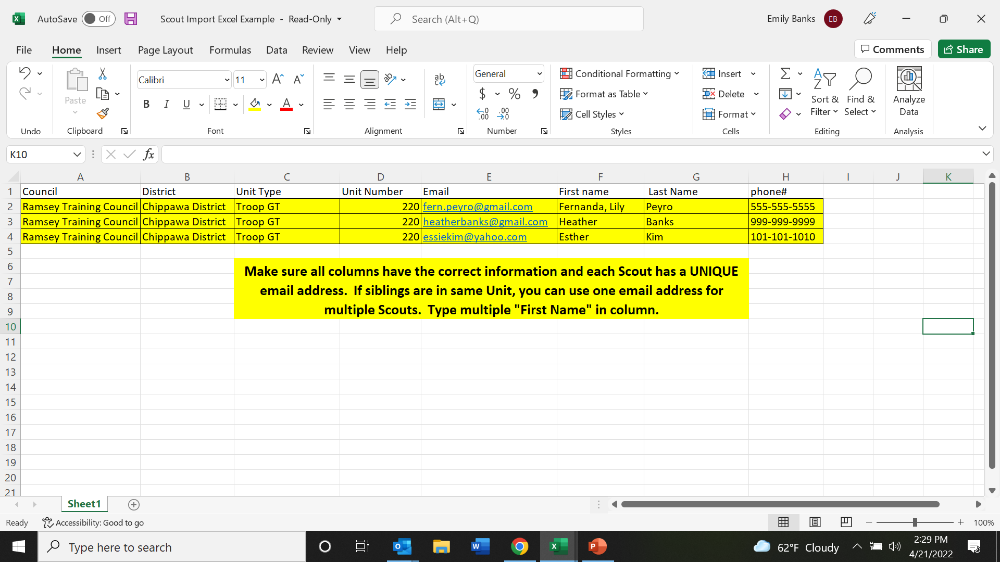 AutoSave Off Scout Import Excel Example - Read-Only Search (Alt+Q) Emily Banks EB
File Home Insert Page Layout Formulas Data Review View Help Comments Share
Calibri 11 General Conditional Formatting Insert
Paste Format as Table Delete Sort & Filter Find & Select Analyze Data
B I U $ % , Cell Styles Format
Undo Clipboard Font Alignment Number Styles Cells Editing Analysis
K10 fx
A B C D E F G H I J K
1 Council District Unit Type Unit Number Email First name Last Name phone#
2 Ramsey Training Council Chippawa District Troop GT 220 fern.peyro@gmail.com Fernanda, Lily Peyro 555-555-5555
3 Ramsey Training Council Chippawa District Troop GT 220 heatherbanks@gmail.com Heather Banks 999-999-9999
4 Ramsey Training Council Chippawa District Troop GT 220 essiekim@yahoo.com Esther Kim 101-101-1010
5
6 Make sure all columns have the correct information and each Scout has a UNIQUE
7 email address. If siblings are in same Unit, you can use one email address for
8
9 multiple Scouts. Type multiple "First Name" in column.
10
11
12
13
14
15
16
17
18
19
20
21
Sheet1
Ready Accessibility: Good to go 100%
Type here to search 62°F Cloudy 2:29 PM
4/21/2022